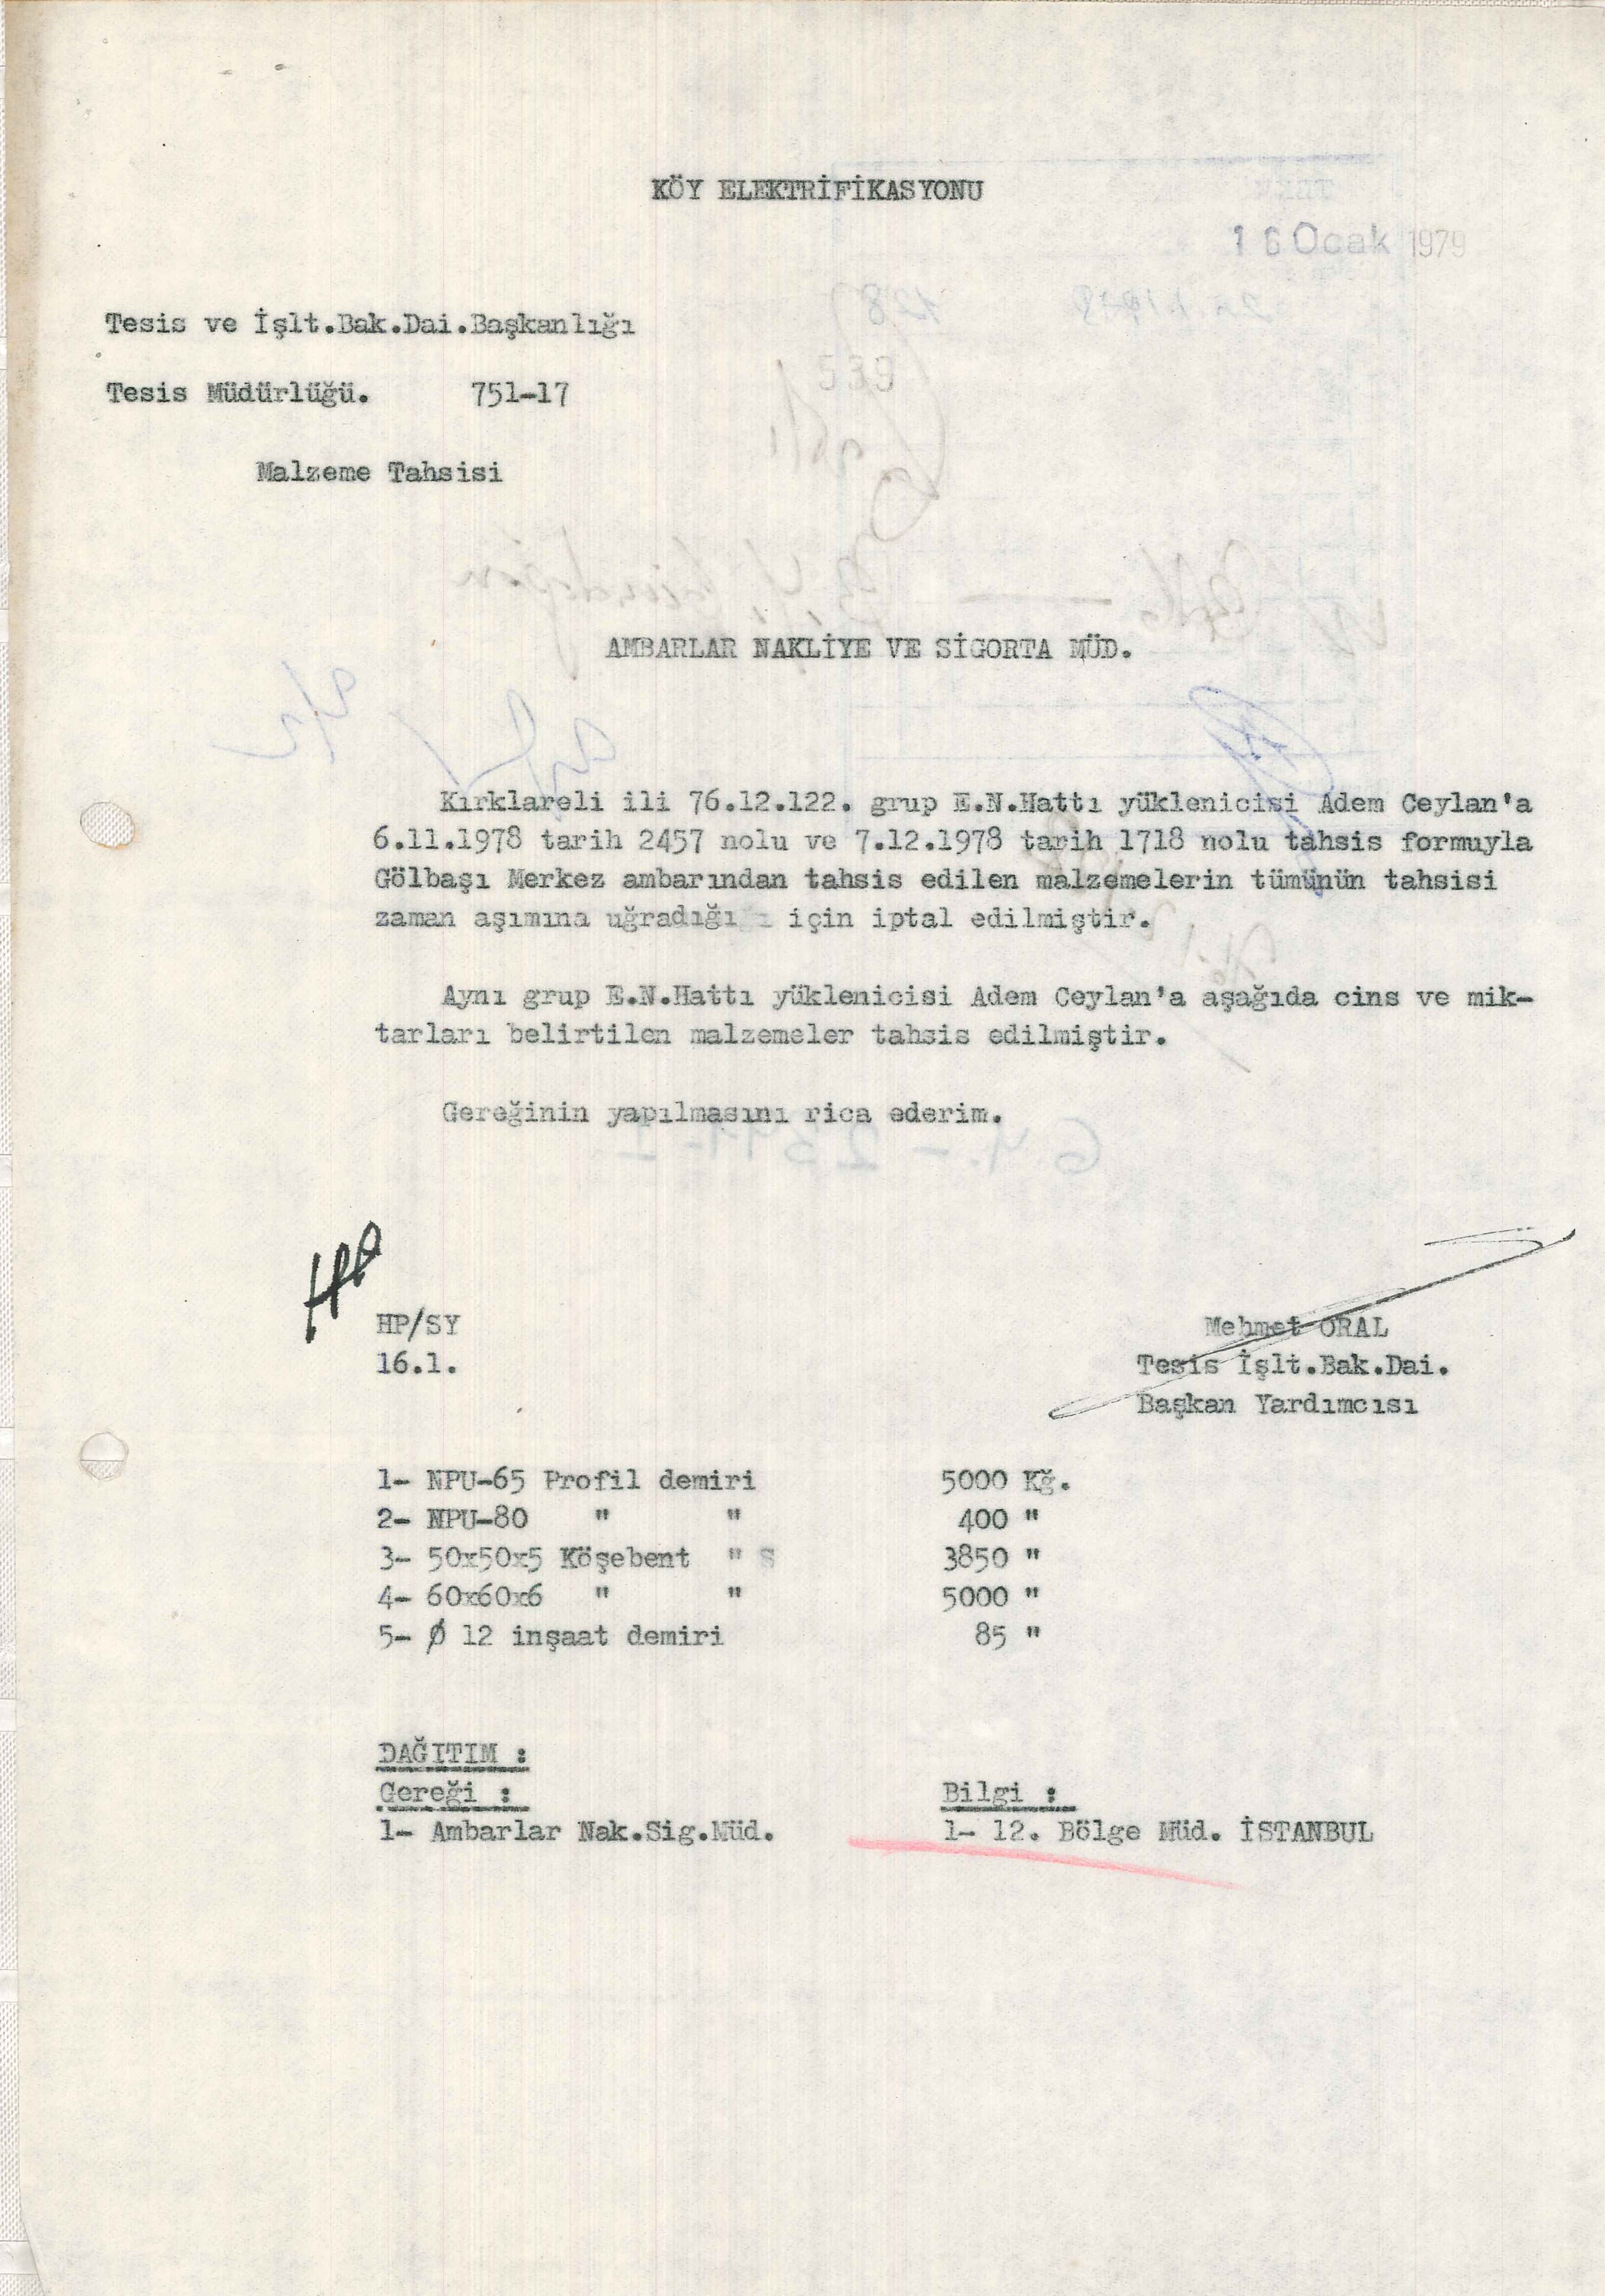 KÖY ELEKTRİFİKASYONU
16 Ocak 1979
Tesis ve İşlt.Bak.Dai.Başkanlığı
Tesis Müdürlüğü. 751-17
Malzeme Tahsisi
AMBARLAR NAKLİYE VE SİGORTA MÜD.
Kırklareli ili 76.12.122. grup E.N.Hattı yüklenicisi Adem Ceylan'a
6.11.1978 tarih 2457 nolu ve 7.12.1978 tarih 1718 nolu tahsis formuyla
Gölbaşı Merkez ambarından tahsis edilen malzemelerin tümünün tahsisi
zaman aşımına uğradığı için iptal edilmiştir.
Aynı grup E.N.Hattı yüklenicisi Adem Ceylan'a aşağıda cins ve mik-
tarları belirtilen malzemeler tahsis edilmiştir.
Gereğinin yapılmasını rica ederim.
HP/SY
16.1.
Mehmet ORAL
Tesis İşlt.Bak.Dai.
Başkan Yardımcısı
1- NPU-65 Profil demiri 5000 Kğ.
2- NPU-80 " " 400 "
3- 50x50x5 Köşebent " 3850 "
4- 60x60x6 " " 5000 "
5- Ø 12 inşaat demiri 85 "
DAĞITIM :
Gereği : Bilgi :
1- Ambarlar Nak.Sig.Müd. 1- 12. Bölge Müd. İSTANBUL